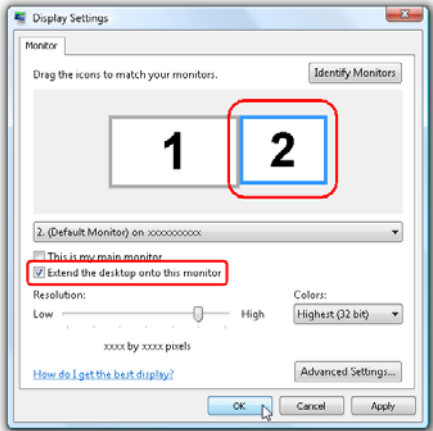 Display Settings
Monitor
Drag the icons to match your monitors.
Identify Monitors
1
2
2. (Default Monitor) on xxxxxxxxxx
This is my main monitor
Extend the desktop onto this monitor
Resolution:
Colors:
Low
High
Highest (32 bit)
xxxx by xxxx pixels
How do I get the best display?
Advanced Settings...
OK
Cancel
Apply